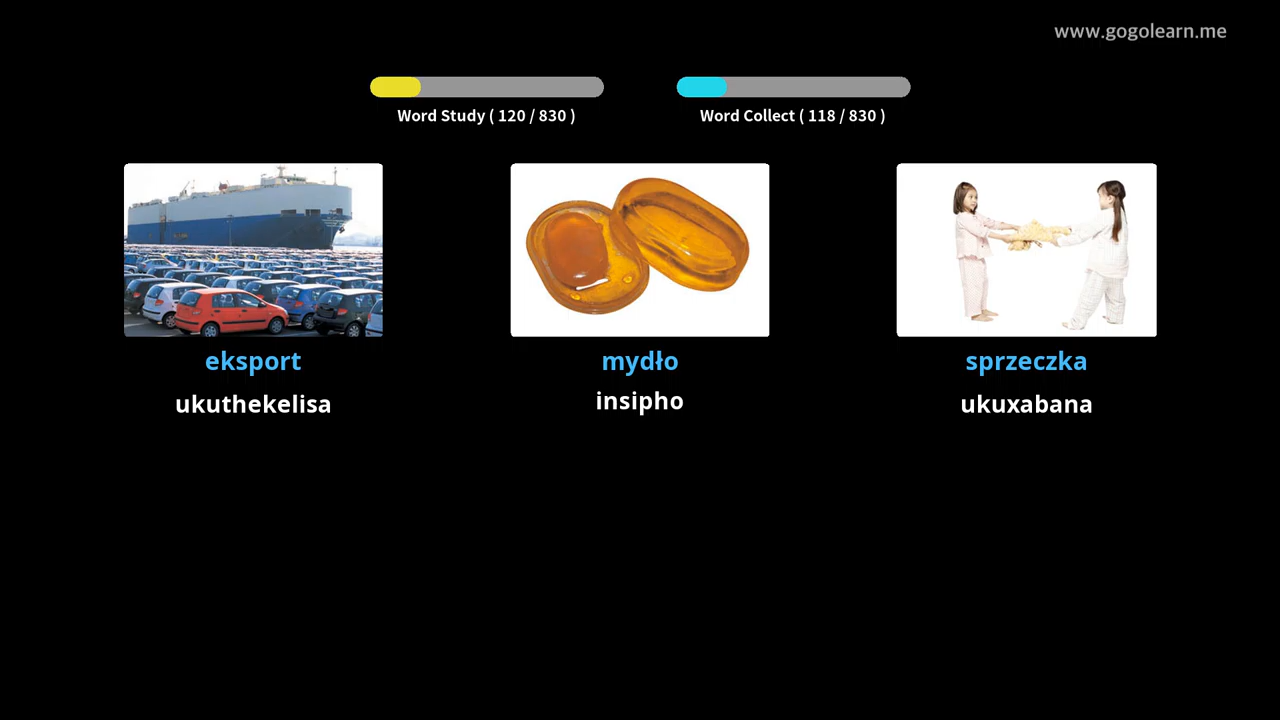 www.gogolearn.me
Word Study ( 120 / 830 )
Word Collect ( 118 / 830 )
eksport
mydło
sprzeczka
ukuthekelisa
insipho
ukuxabana